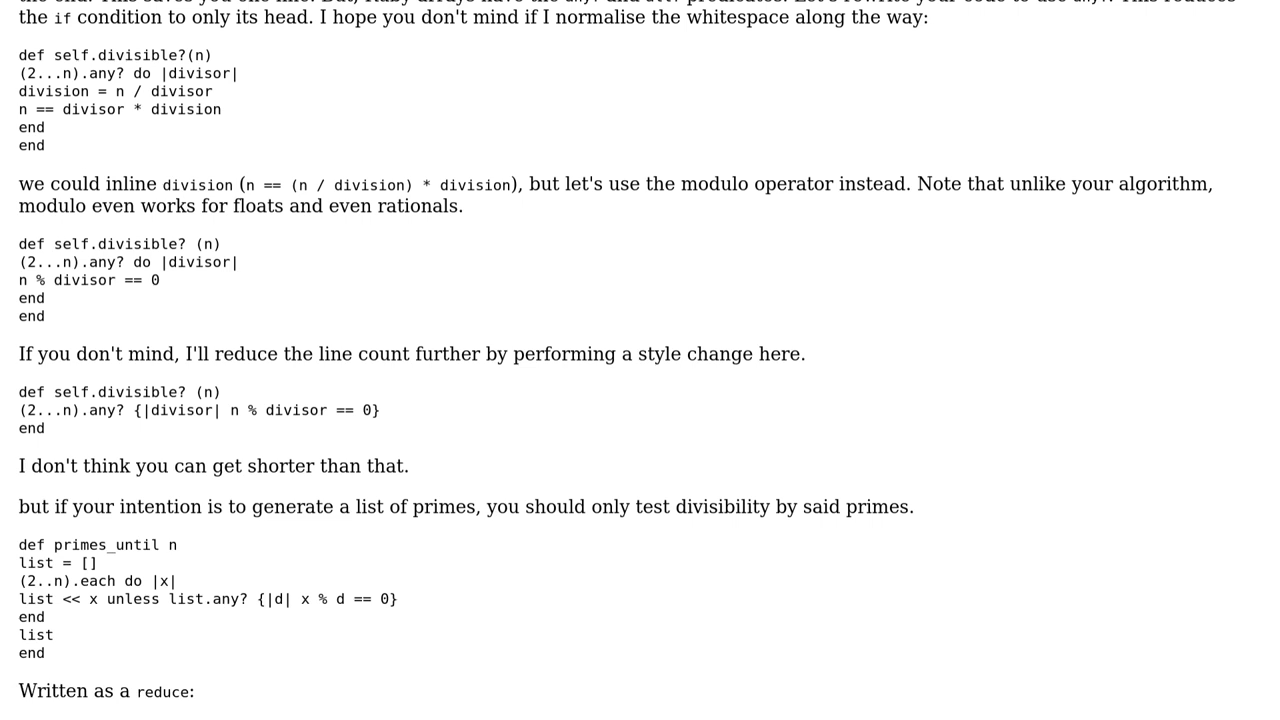 the if condition to only its head. I hope you don't mind if I normalise the whitespace along the way:
def self.divisible?(n)
(2...n).any? do |divisor|
division = n / divisor
n == divisor * division
end
end
we could inline division (n == (n / division) * division), but let's use the modulo operator instead. Note that unlike your algorithm,
modulo even works for floats and even rationals.
def self.divisible? (n)
(2...n).any? do |divisor|
n % divisor == 0
end
end
If you don't mind, I'll reduce the line count further by performing a style change here.
def self.divisible? (n)
(2...n).any? {|divisor| n % divisor == 0}
end
I don't think you can get shorter than that.
but if your intention is to generate a list of primes, you should only test divisibility by said primes.
def primes_until n
list = []
(2..n).each do |x|
list << x unless list.any? {|d| x % d == 0}
end
list
end
Written as a reduce: